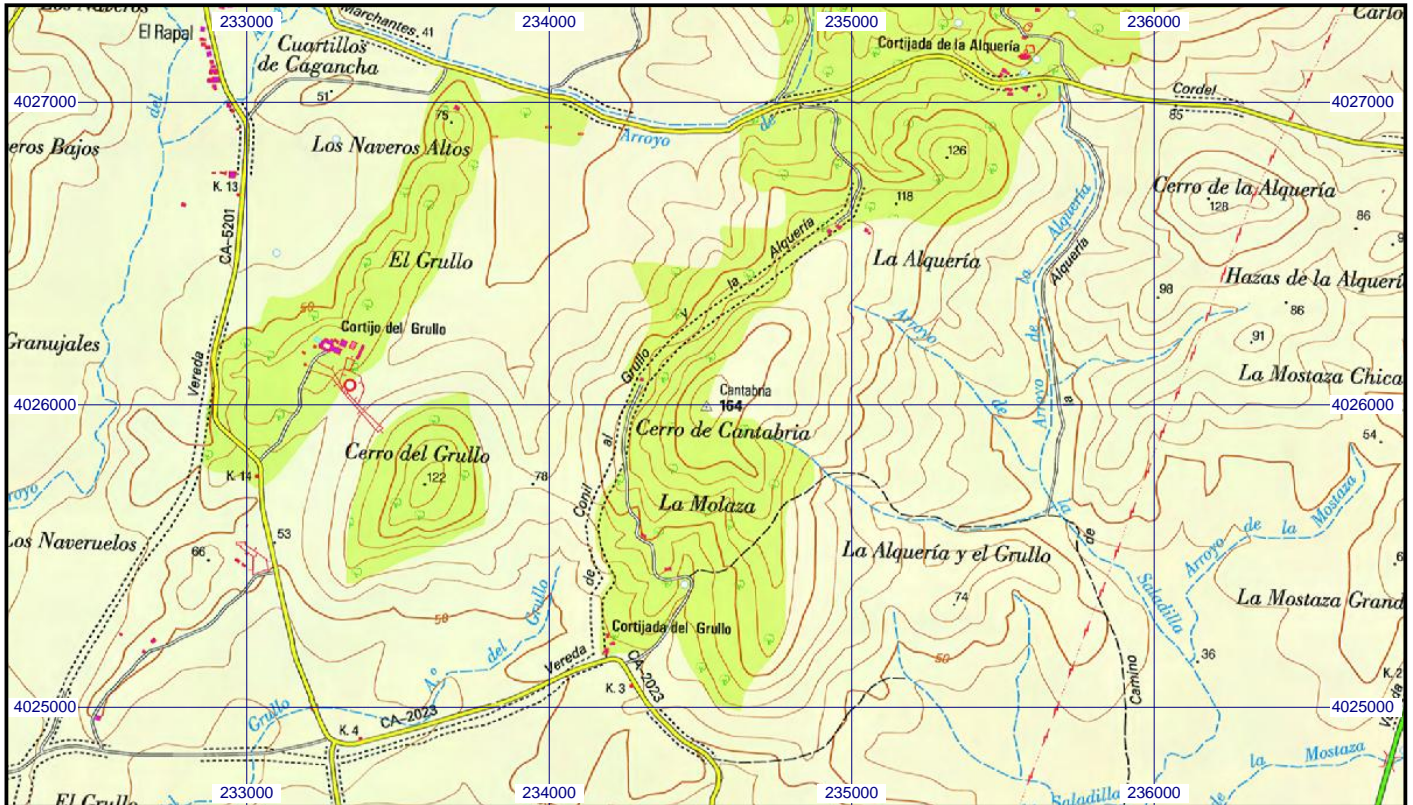 Los Naveros
233000
234000
235000
236000
Carlo
El Rapal
Marchantes
41
Cuartillos
de Cagancha
Cortijada de la Alquería
51
4027000
4027000
Cordel
85
75
del
Arroyo
de
eros Bajos
Los Naveros Altos
126
K. 13
118
Cerro de la Alquería
128
86
CA-5201
Alquería
la
y
Alquería
la
de
Arroyo
Alquería
a
El Grullo
La Alquería
Hazas de la Alquerí
98
86
50
Cortijo del Grullo
Arroyo
de
91
Granujales
Vereda
Grullo
al
Conil
de
Cantabria
164
La Mostaza Chica
4026000
4026000
Cerro de Cantabria
54
Cerro del Grullo
K. 14
122
78
royo
La Molaza
la
de
Arroyo
de
la
Mostaza
53
Los Naveruelos
66
La Alquería y el Grullo
Saladilla
74
La Mostaza Grand
50
Cortijada del Grullo
Grullo
del
A.º
Vereda
50
36
K. 3
CA-2023
Camino
K. 2
4025000
4025000
Grullo
CA-2023
K. 4
de
la
Mostaza
El Grullo
233000
234000
235000
Saladilla
236000